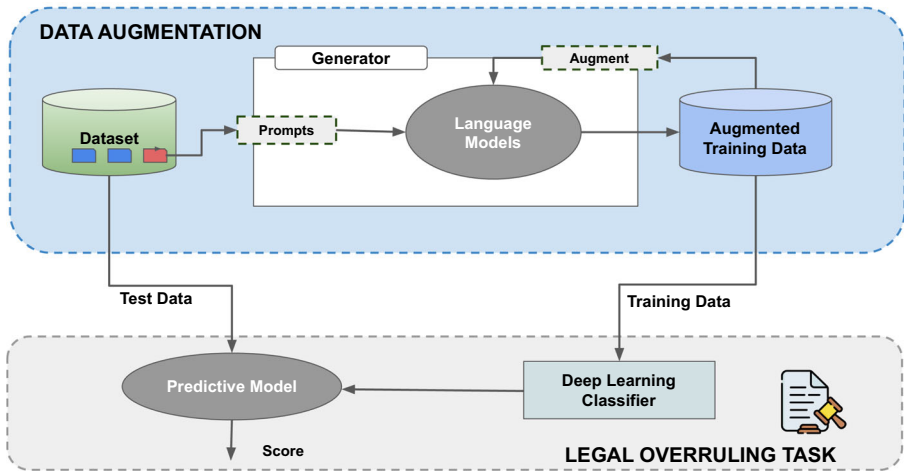 DATA AUGMENTATION
Generator
Augment
Dataset
Prompts
Language
Models
Augmented
Training Data
Test Data
Training Data
Predictive Model
Deep Learning
Classifier
Score
LEGAL OVERRULING TASK